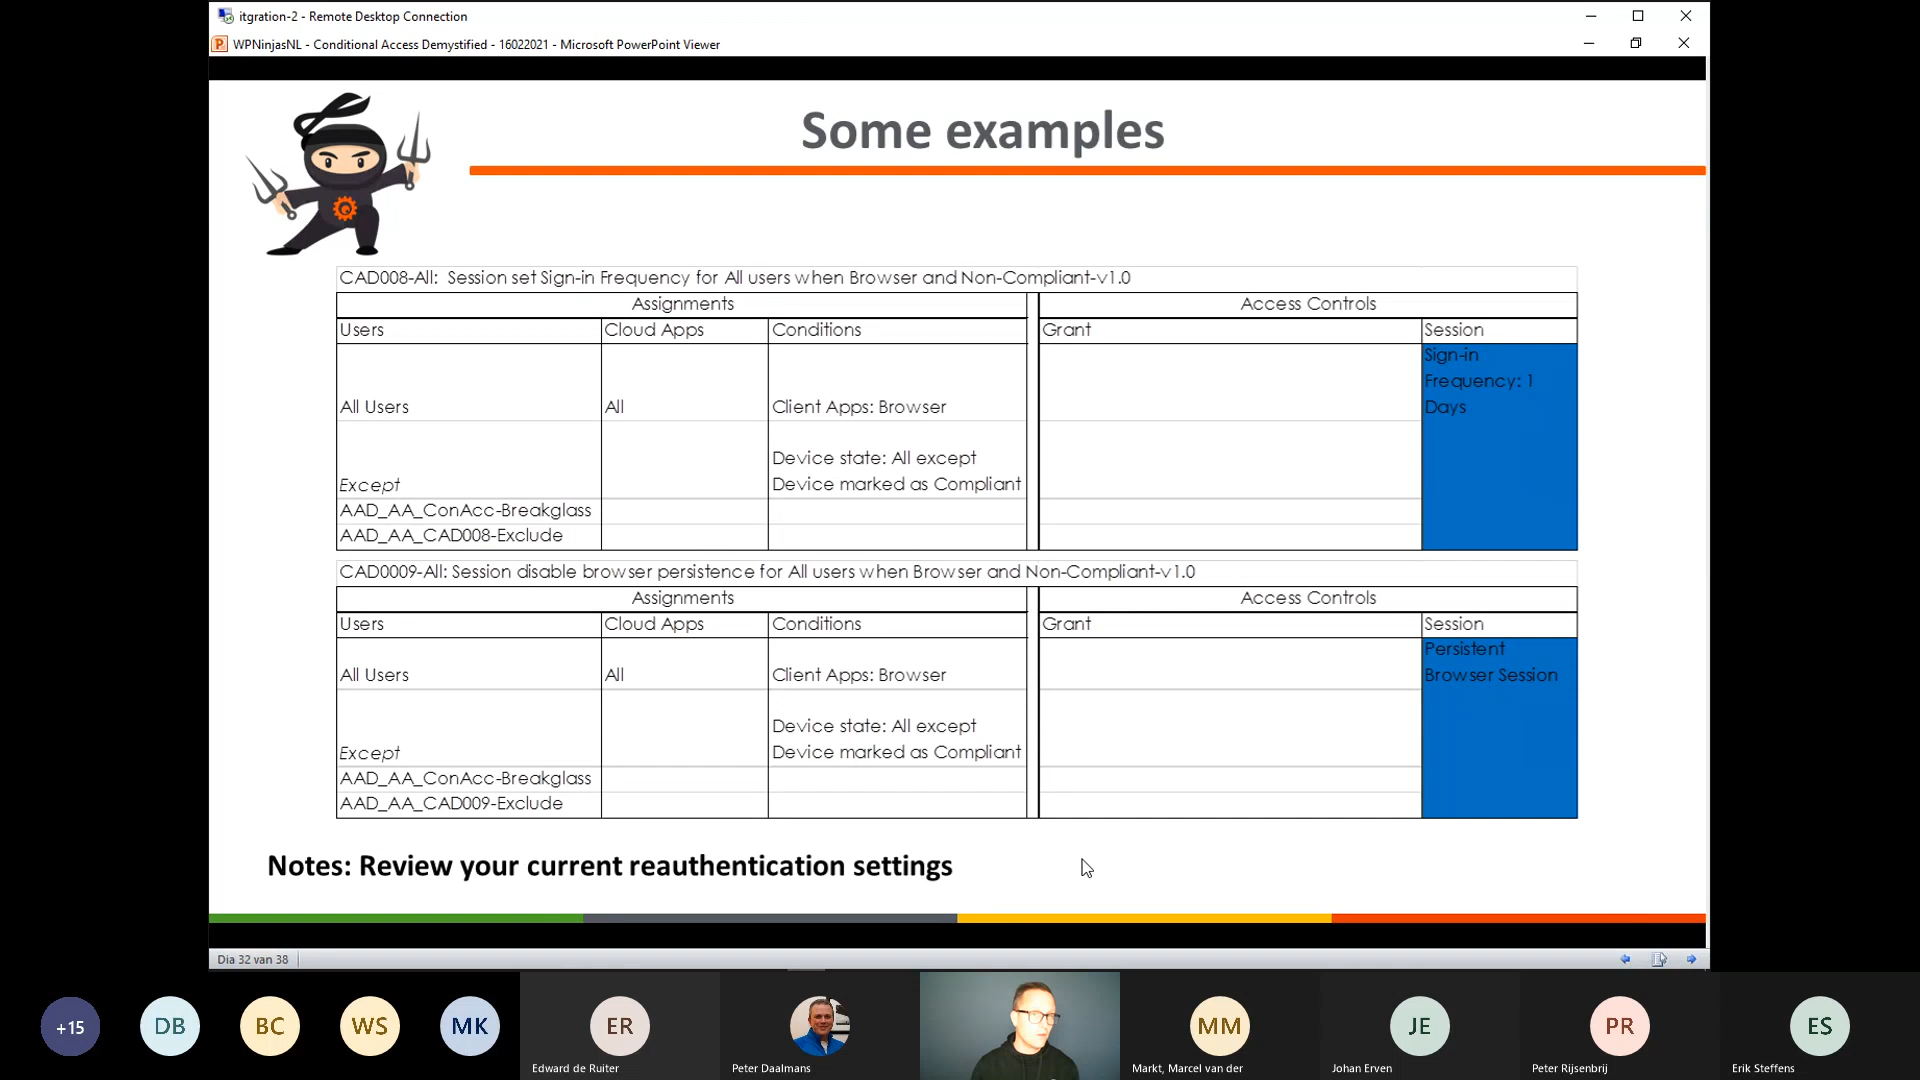 itgration-2 - Remote Desktop Connection
WPNinjasNL - Conditional Access Demystified - 16022021 - Microsoft PowerPoint Viewer
Some examples
CAD008-All:  Session set Sign-in Frequency for All users when Browser and Non-Compliant-v1.0
Assignments Access Controls
Users Cloud Apps Conditions Grant Session
Sign-in
Frequency: 1
All Users All Client Apps: Browser Days
Device state: All except
Except Device marked as Compliant
AAD_AA_ConAcc-Breakglass
AAD_AA_CAD008-Exclude
CAD0009-All: Session disable browser persistence for All users when Browser and Non-Compliant-v1.0
Assignments Access Controls
Users Cloud Apps Conditions Grant Session
Persistent
All Users All Client Apps: Browser Browser Session
Device state: All except
Except Device marked as Compliant
AAD_AA_ConAcc-Breakglass
AAD_AA_CAD009-Exclude
Notes: Review your current reauthentication settings
Dia 32 van 38
+15 DB BC WS MK ER MM JE PR ES
Edward de Ruiter Peter Daalmans Markt, Marcel van der Johan Erven Peter Rijsenbrij Erik Steffens